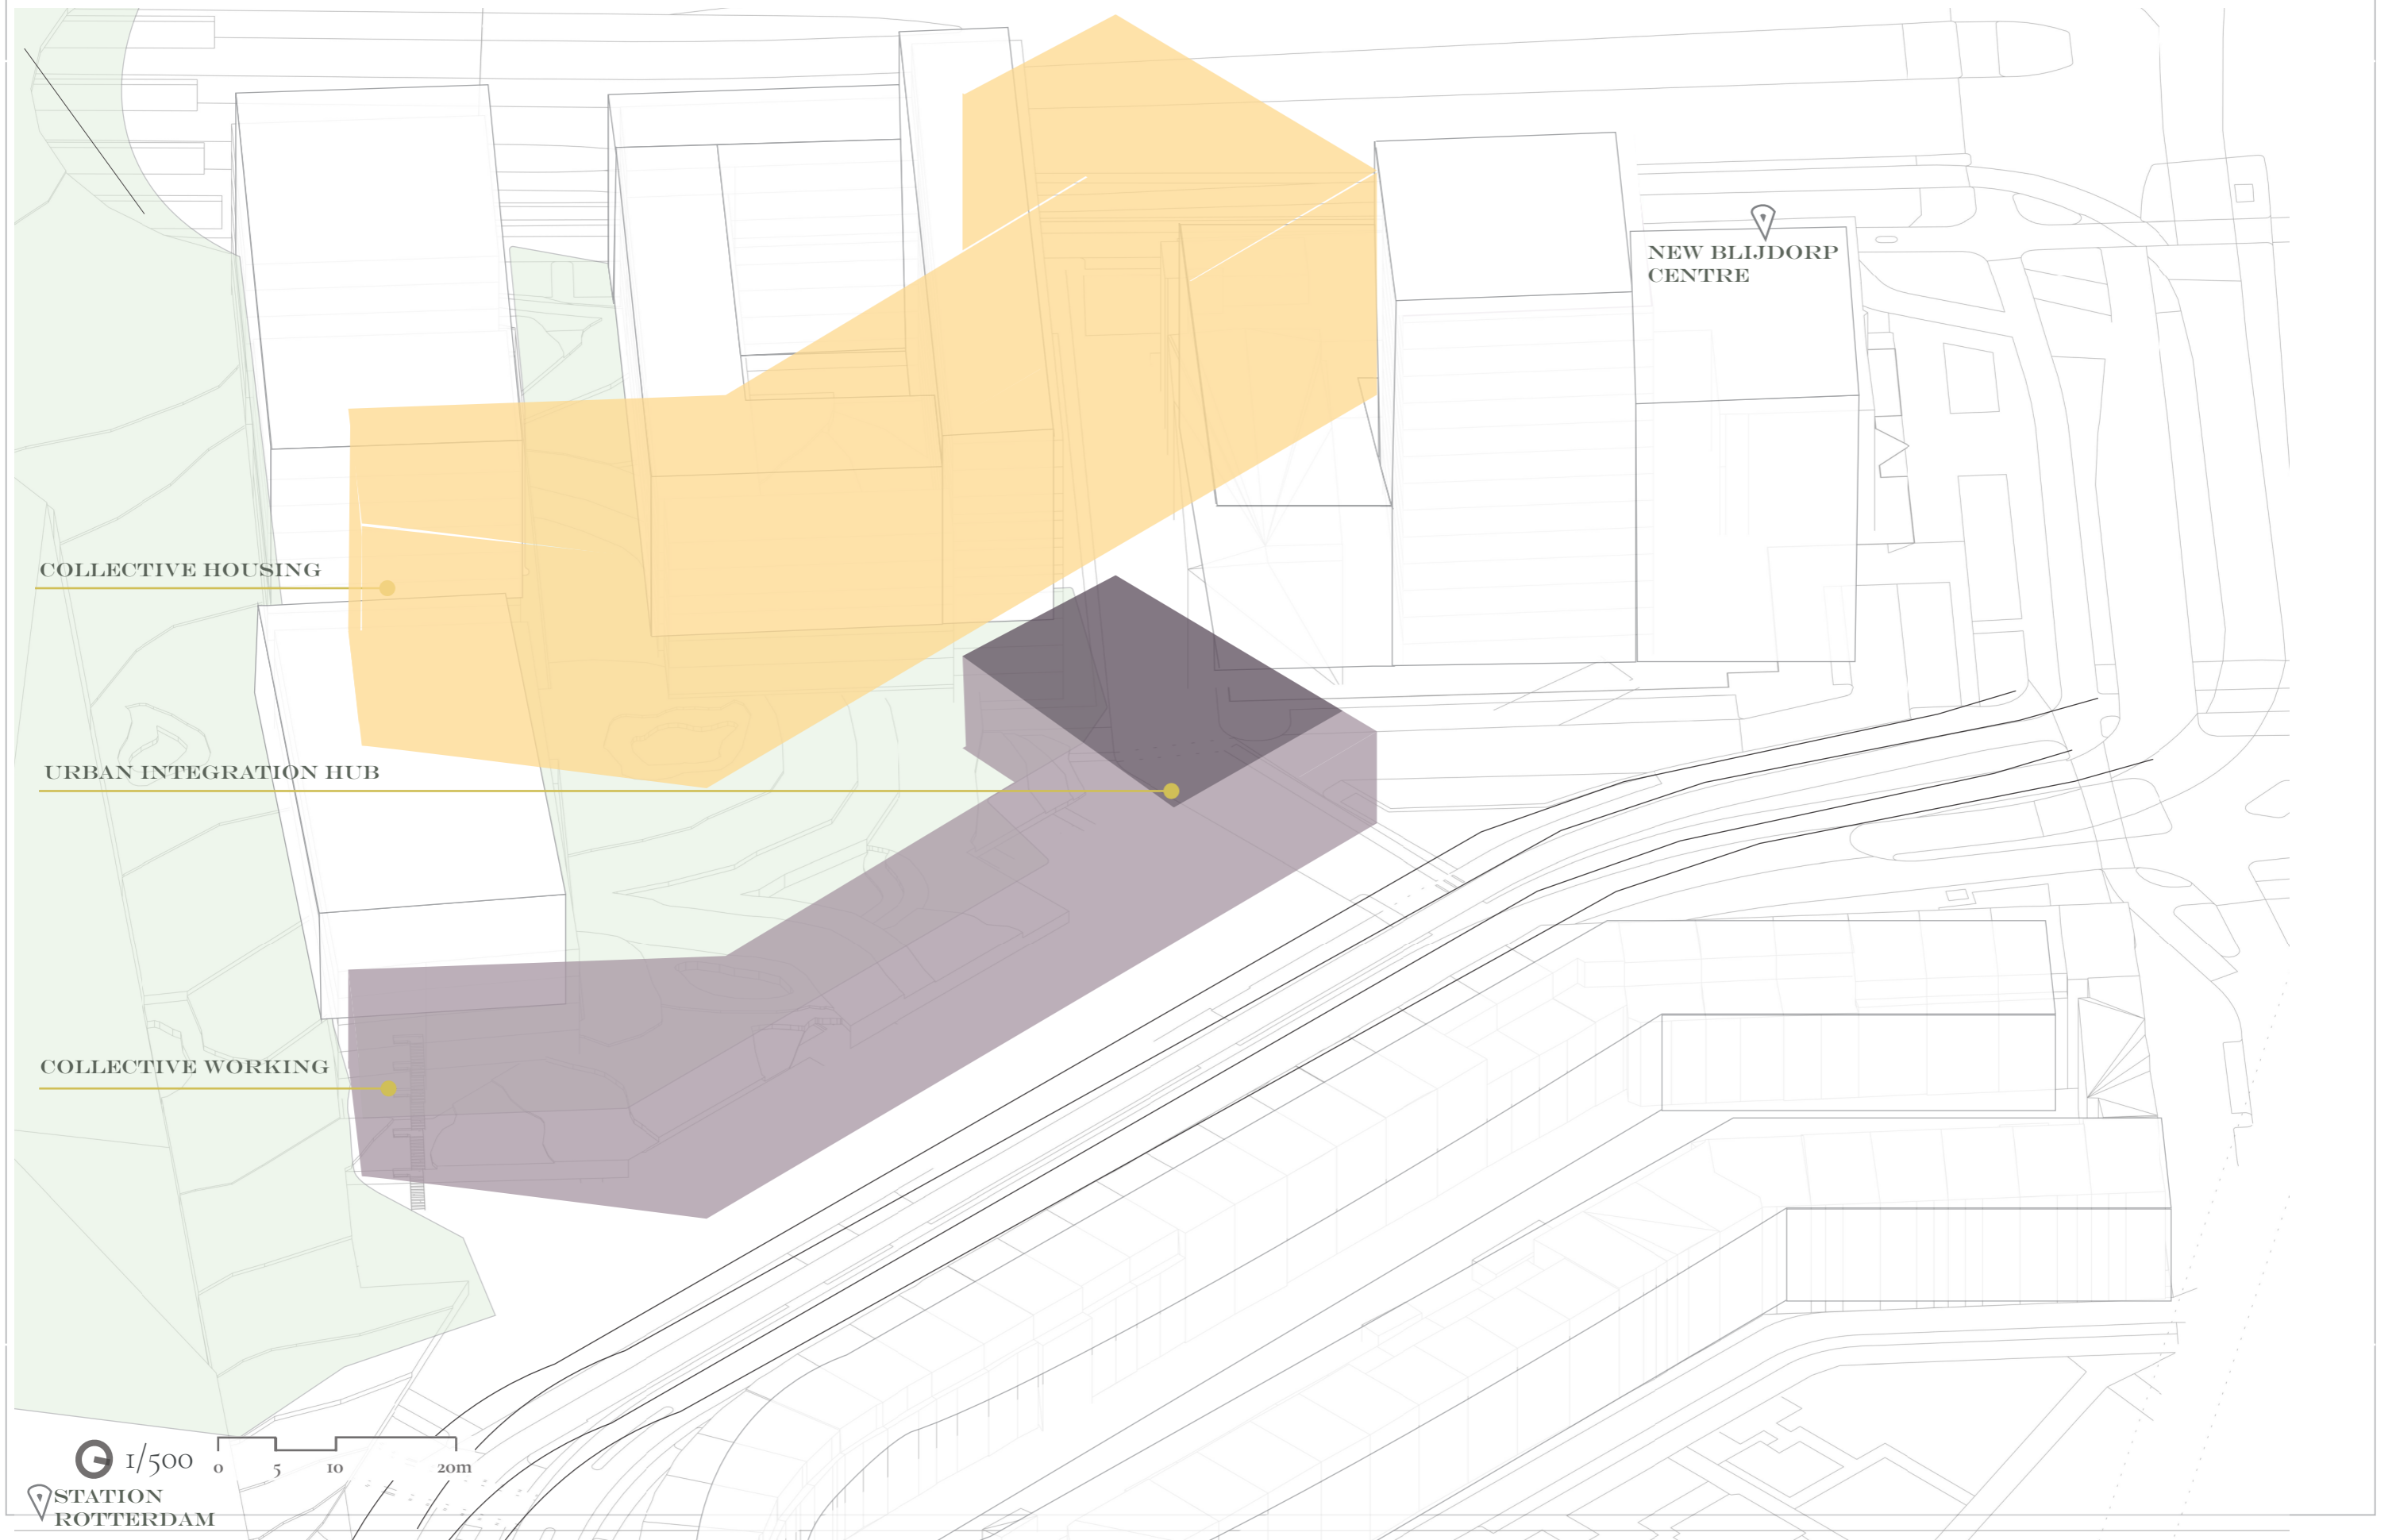 NEW BLIJDORP
CENTRE
COLLECTIVE HOUSING
URBAN INTEGRATION HUB
COLLECTIVE WORKING
1/500
0 5 10 20m
STATION
ROTTERDAM